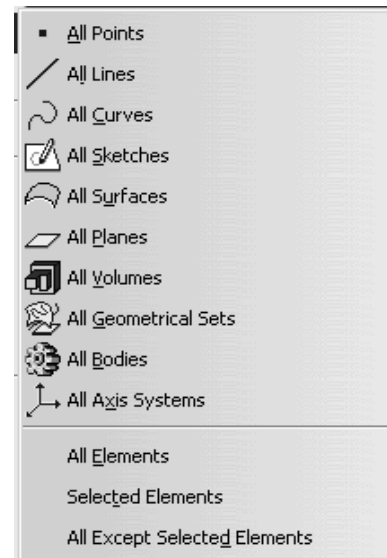 All Points
All Lines
All Curves
All Sketches
All Surfaces
All Planes
All Volumes
All Geometrical Sets
All Bodies
All Axis Systems
All Elements
Selected Elements
All Except Selected Elements